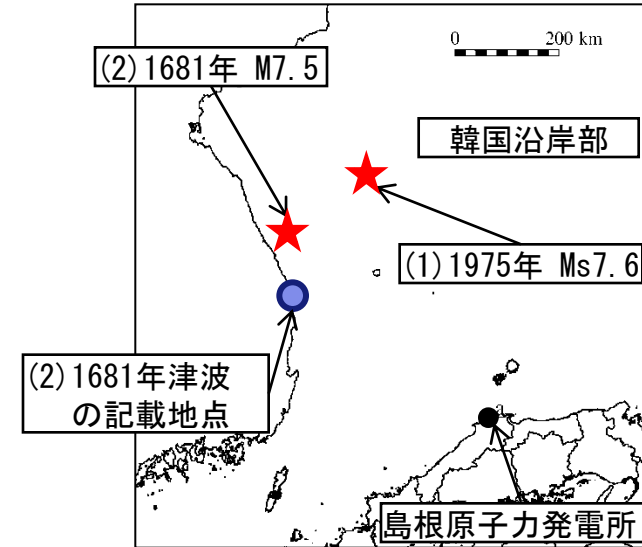 0 200 km
(2)1681年 M7.5
韓国沿岸部
(1)1975年 Ms7.6
(2)1681年津波
の記載地点
a
島根原子力発電所